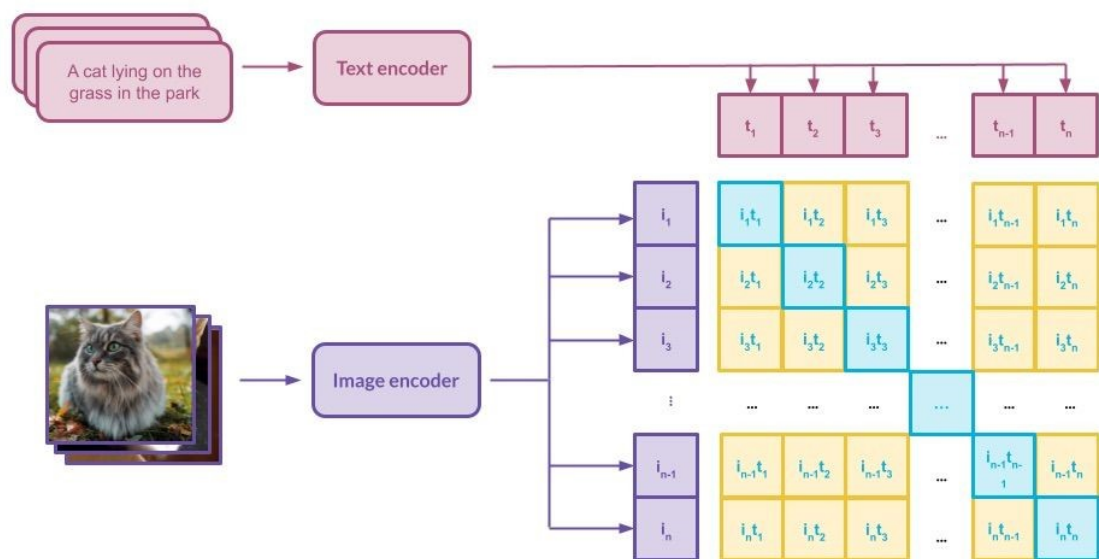 A cat lying on the
grass in the park
Text encoder
t₁ t₂ t₃ ... tₙ₋₁ tₙ
i₁ i₁t₁ i₁t₂ i₁t₃ ... i₁tₙ₋₁ i₁tₙ
i₂ i₂t₁ i₂t₂ i₂t₃ ... i₂tₙ₋₁ i₂tₙ
i₃ i₃t₁ i₃t₂ i₃t₃ ... i₃tₙ₋₁ i₃tₙ
Image encoder
⋮ ... ... ... ... ... ...
iₙ₋₁ iₙ₋₁t₁ iₙ₋₁t₂ iₙ₋₁t₃ ... iₙ₋₁tₙ₋₁ iₙ₋₁tₙ
iₙ iₙt₁ iₙt₂ iₙt₃ ... iₙtₙ₋₁ iₙtₙ